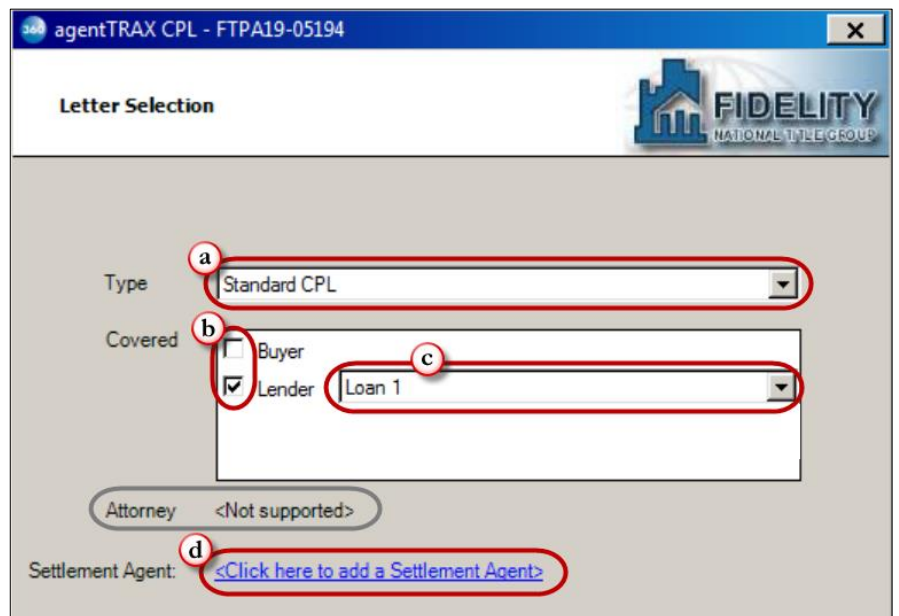 360 agentTRAX CPL - FTPA19-05194
Letter Selection
FIDELITY
NATIONAL TITLE GROUP
a
Type Standard CPL
b
Covered Buyer
c
Lender Loan 1
Attorney <Not supported>
d
Settlement Agent: <Click here to add a Settlement Agent>